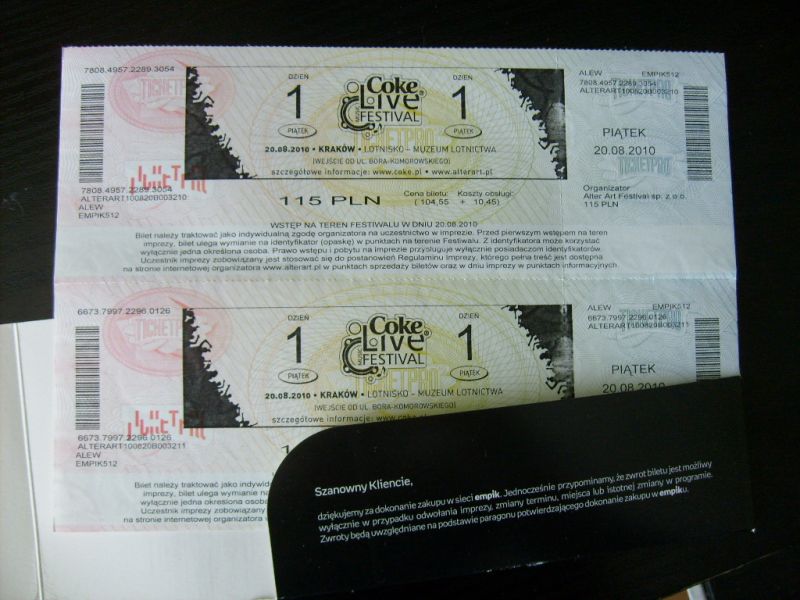 7808.4957.2289.3054
TICKETPRO
DZIEŃ
1
PIĄTEK
Coke
Live
MUSIC
FESTIVAL
DZIEŃ
1
PIĄTEK
20.08.2010 • KRAKÓW • LOTNISKO - MUZEUM LOTNICTWA
(WEJŚCIE OD UL. BORA-KOMOROWSKIEGO)
szczegółowe informacje: www.coke.pl • www.alterart.pl
ALEW EMPIK512
7808.4957.2289.3054
ALTERART100820B003210
PIĄTEK
20.08.2010
TICKETPRO
Organizator
Alter Art Festival sp. z o.o.
115 PLN
7808.4957.2289.3054
ALTERART100820B003210
ALEW
EMPIK512
115 PLN
Cena biletu: Koszty obsługi:
( 104,55 + 10,45)
WSTĘP NA TEREN FESTIWALU W DNIU 20.08.2010
Bilet należy traktować jako indywidualną zgodę organizatora na uczestnictwo w imprezie. Przed pierwszym wstępem na teren
imprezy, bilet ulega wymianie na identyfikator (opaskę) w punktach na terenie Festiwalu. Z identyfikatora może korzystać
wyłącznie jedna określona osoba. Prawo wstępu i pobytu na imprezie przysługuje wyłącznie posiadaczom identyfikatorów.
Uczestnik imprezy zobowiązany jest stosować się do postanowień Regulaminu imprezy, którego pełna treść jest dostępna
na stronie internetowej organizatora www.alterart.pl w punktach sprzedaży biletów oraz w dniu imprezy w punktach informacyjnych.
6673.7997.2296.0126
TICKETPRO
DZIEŃ
1
PIĄTEK
Coke
Live
MUSIC
FESTIVAL
DZIEŃ
1
PIĄTEK
20.08.2010 • KRAKÓW • LOTNISKO - MUZEUM LOTNICTWA
(WEJŚCIE OD UL. BORA-KOMOROWSKIEGO)
szczegółowe informacje: www.coke.pl
ALEW EMPIK512
6673.7997.2296.0126
ALTERART100820B003211
PIĄTEK
20.08.2010
6673.7997.2296.0126
ALTERART100820B003211
ALEW
EMPIK512
Bilet należy traktować jako indywidu
imprezy, bilet ulega wymianie na
wyłącznie jedna określona
Uczestnik imprezy zobowiązany
na stronie internetowej organizatora
Szanowny Kliencie,
dziękujemy za dokonanie zakupu w sieci empik. Jednocześnie przypominamy, że zwrot biletu jest możliwy
wyłącznie w przypadku odwołania imprezy, zmiany terminu, miejsca lub istotnej zmiany w programie.
Zwroty będą uwzględniane na podstawie paragonu potwierdzającego dokonanie zakupu w empiku.